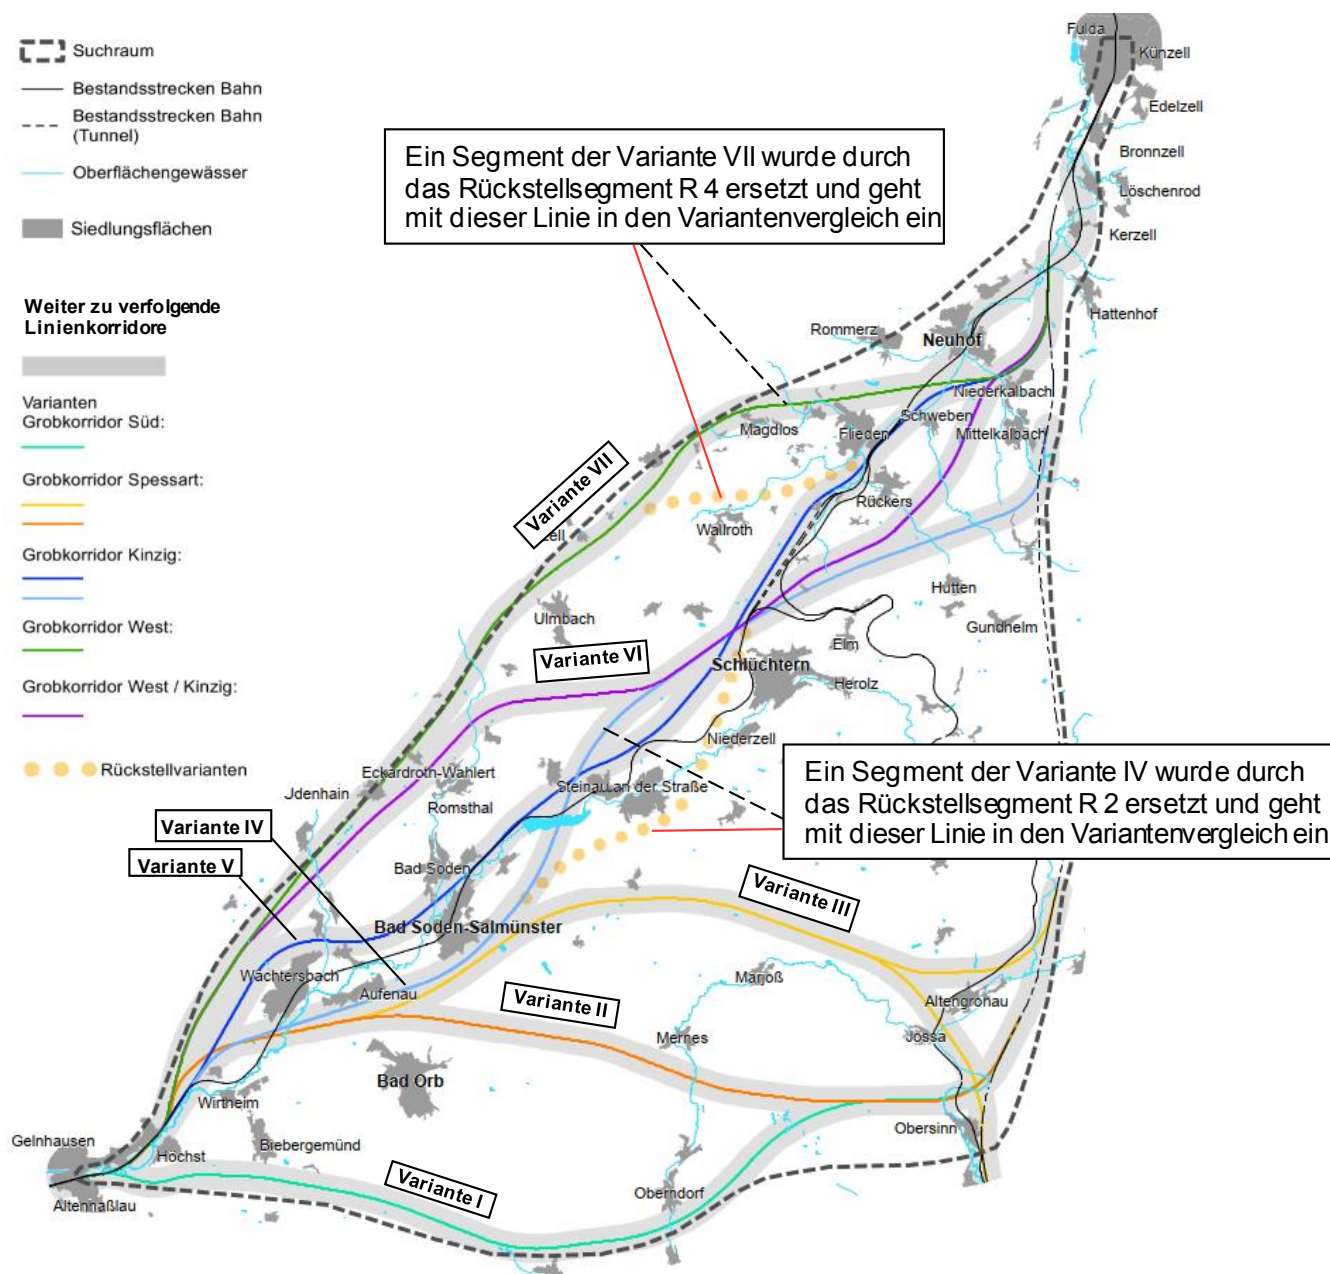 Suchraum
Bestandsstrecken Bahn
Bestandsstrecken Bahn
(Tunnel)
Oberflächengewässer
Siedlungsflächen
Weiter zu verfolgende
Linienkorridore
Varianten
Grobkorridor Süd:
Grobkorridor Spessart:
Grobkorridor Kinzig:
Grobkorridor West:
Grobkorridor West / Kinzig:
Rückstellvarianten
Ein Segment der Variante VII wurde durch
das Rückstellsegment R 4 ersetzt und geht
mit dieser Linie in den Variantenvergleich ein
Fulda
Künzell
Edelzell
Bronnzell
Löschenrod
Kerzell
Hattenhof
Rommerz
Neuhof
Niederkalbach
Schweben
Magdlos
Flieden
Mittelkalbach
Variante VII
Rückers
Wallroth
zell
Hütten
Ulmbach
Gundhelm
Elm
Variante VI
Schlüchtern
Herolz
Niederzell
Eckardroth-Wahlert
Steinau an der Straße
Romsthal
Udenhain
Ein Segment der Variante IV wurde durch
das Rückstellsegment R 2 ersetzt und geht
mit dieser Linie in den Variantenvergleich ein
Variante IV
Variante V
Bad Soden
Variante III
Bad Soden-Salmünster
Wächtersbach
Marjoß
Aufenau
Variante II
Altengronau
Mernes
Jossa
Bad Orb
Wirtheim
Obersinn
Gelnhausen
Höchst
Biebergemünd
Variante I
Oberndorf
Altenhaßlau